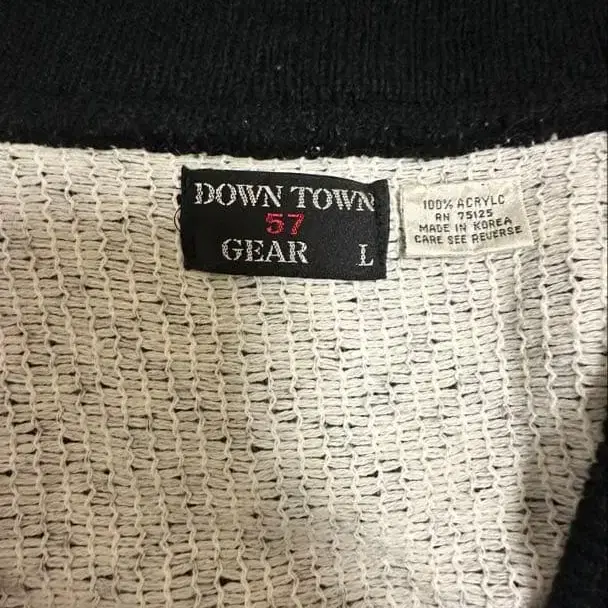 DOWN TOWN
57
GEAR L
100% ACRYLC
RN 75125
MADE IN KOREA
CARE SEE REVERSE